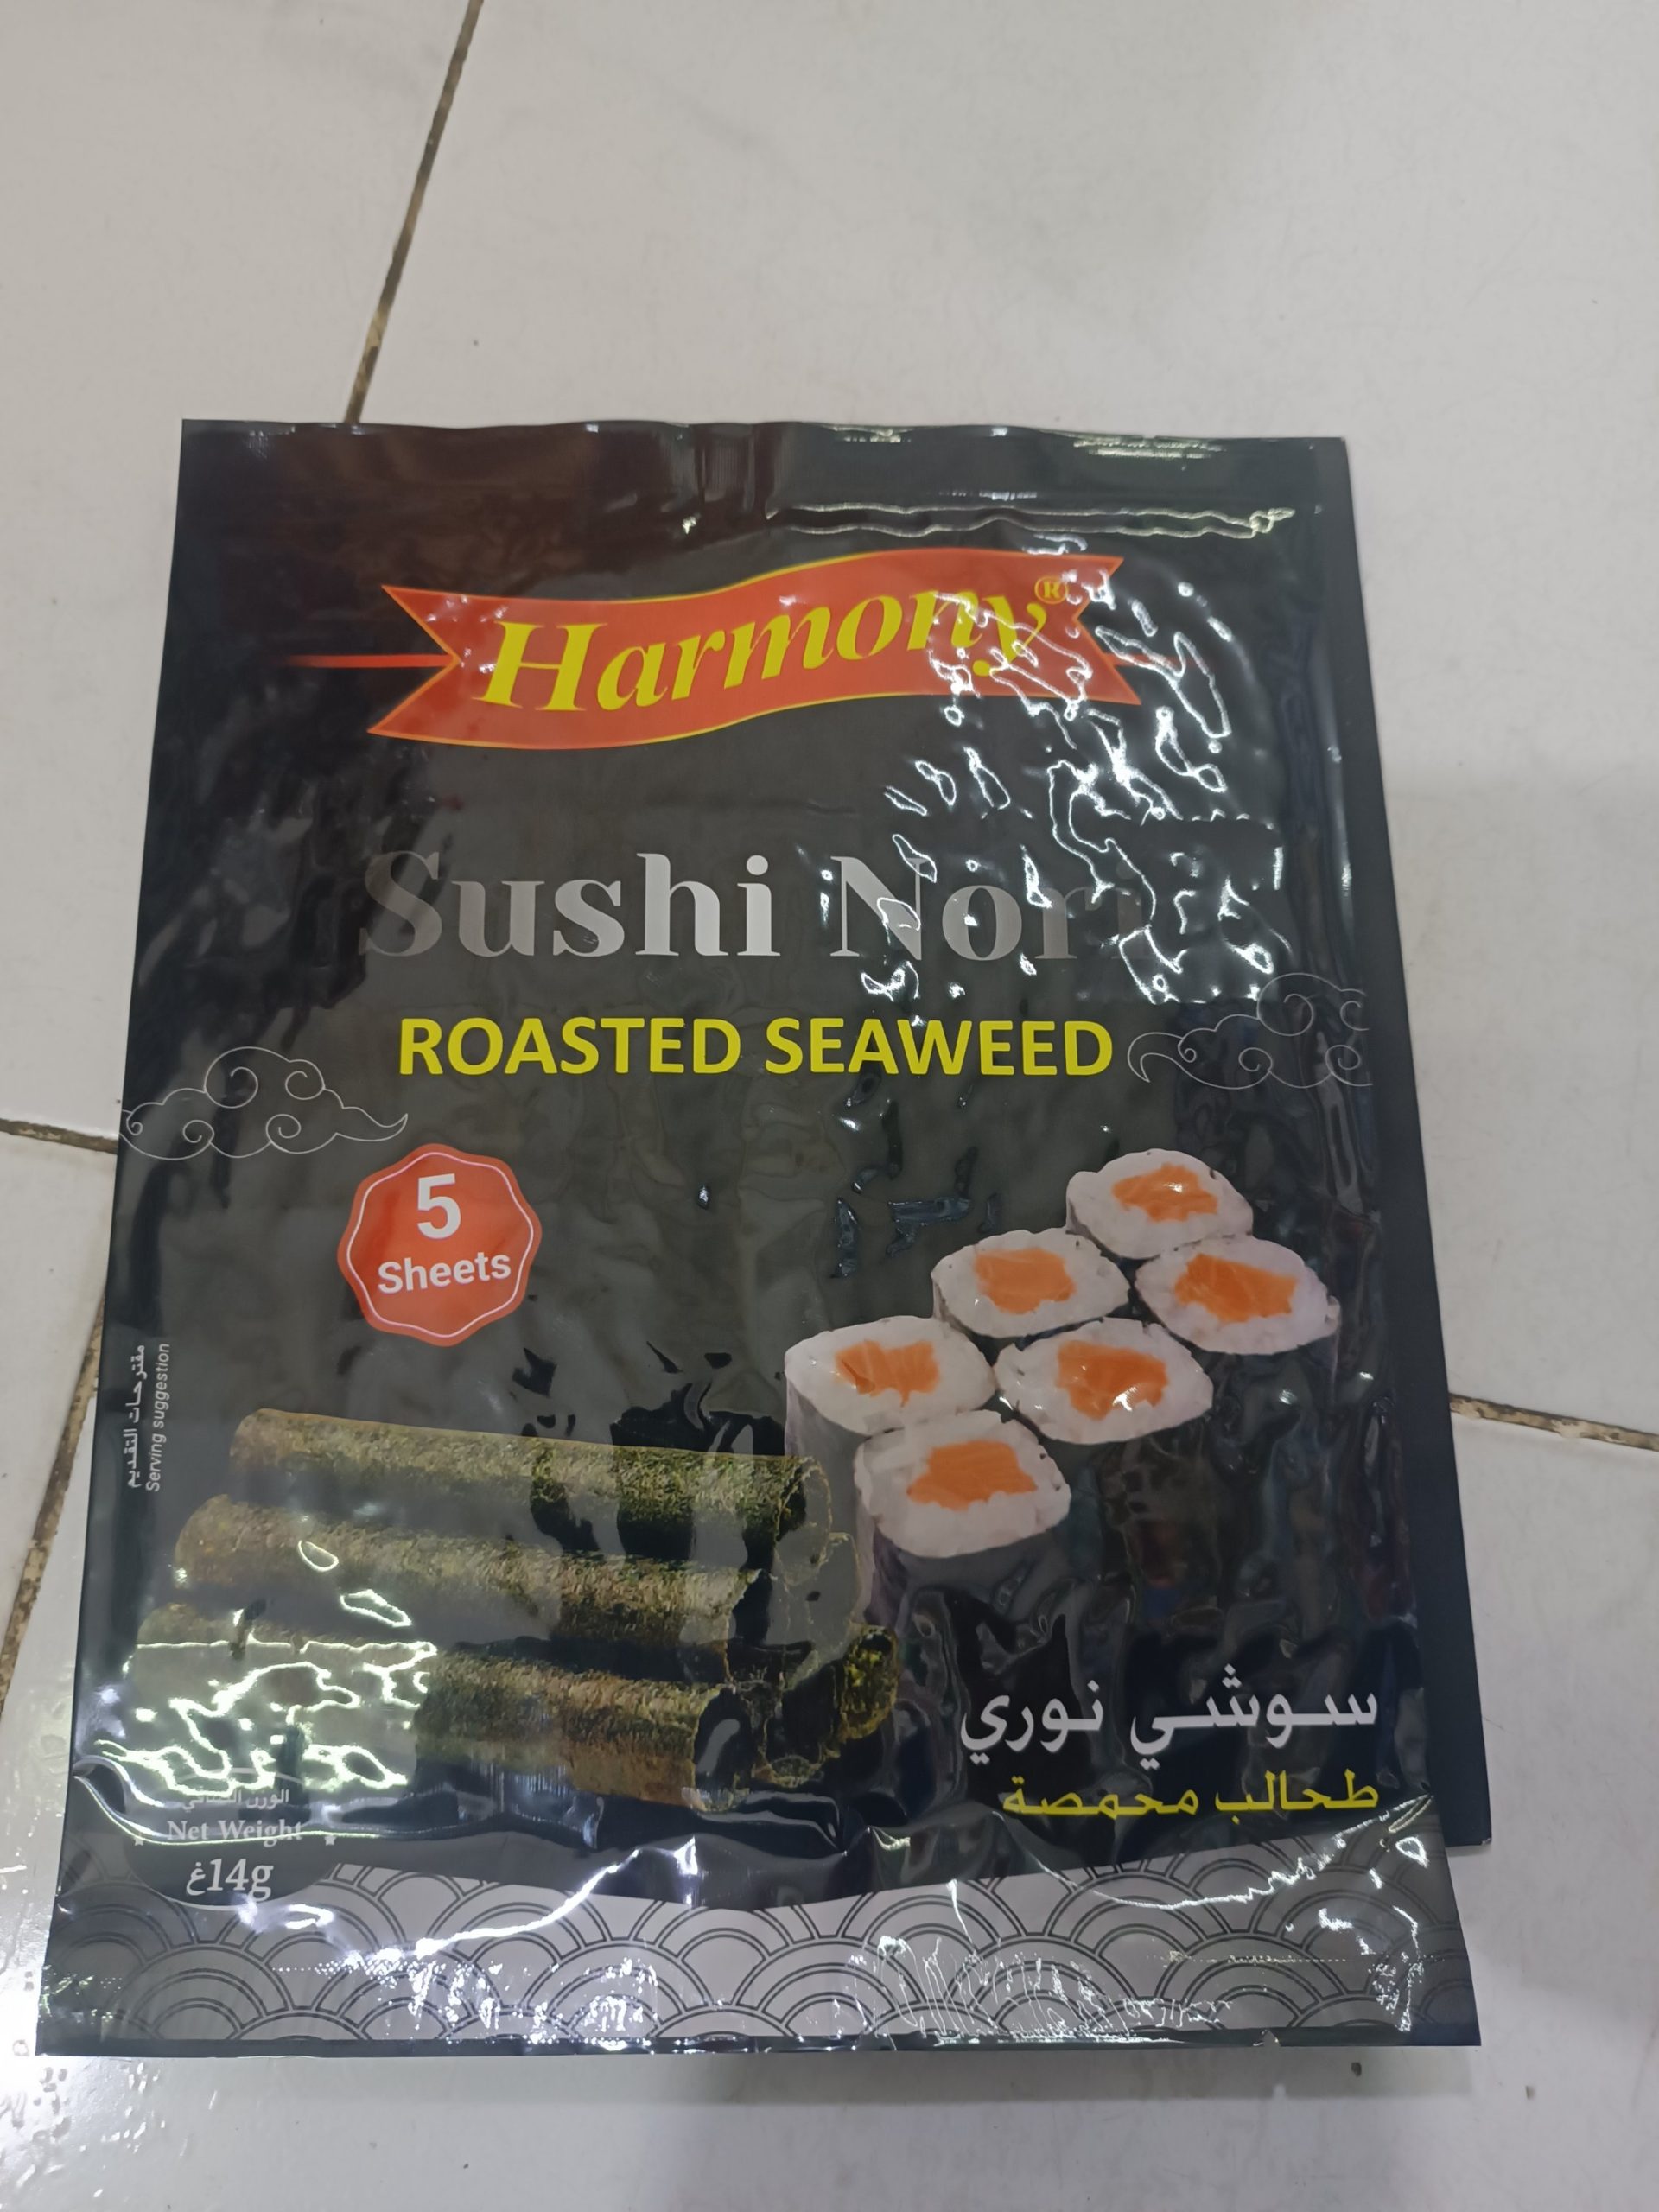 Harmony®
Sushi Nori
ROASTED SEAWEED
5
Sheets
مقترحات التقديم
Serving suggestion
سوشي نوري
طحالب محمصة
الوزن الصافي
Net Weight
14g غ